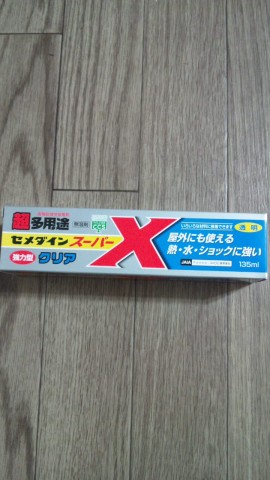 超多用途
セメダインスーパーX
強力型 クリア
透明
屋外にも使える
熱・水・ショックに強い
JAIA
135ml